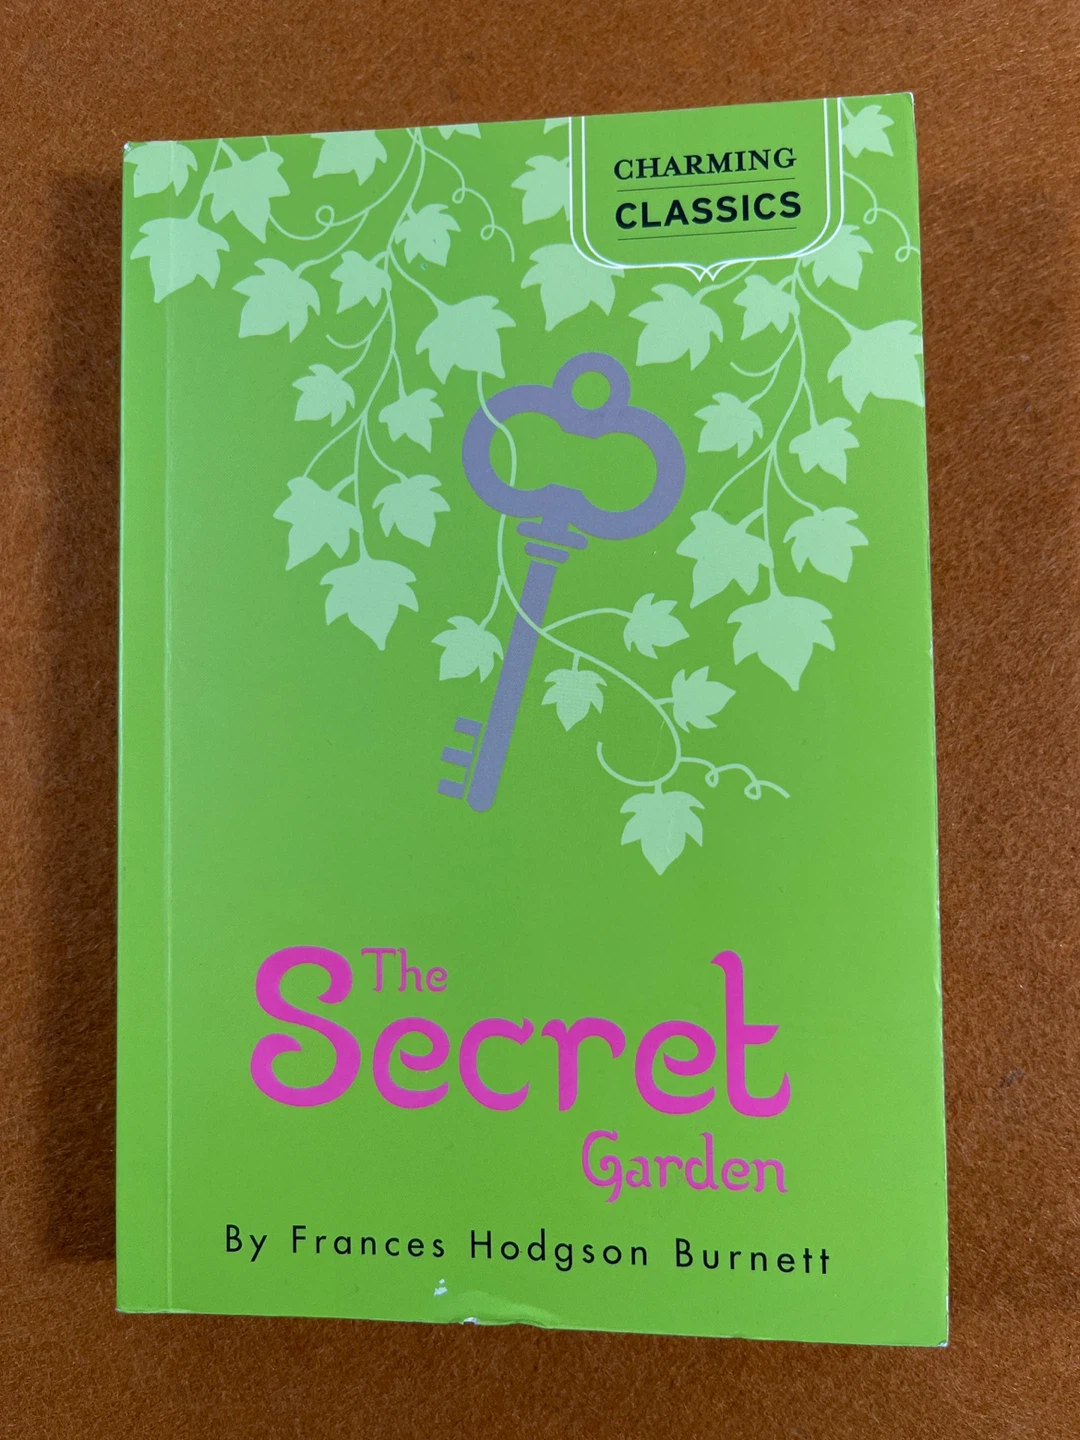 CHARMING
CLASSICS
The
Secret
Garden
By Frances Hodgson Burnett